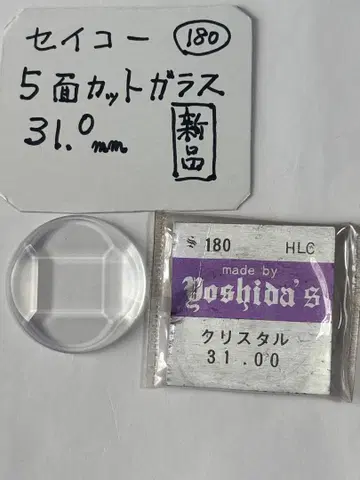 セイコー 180
5面カットガラス
31.0mm 新品
180 HLC
made by
Yoshida's
クリスタル
31.00